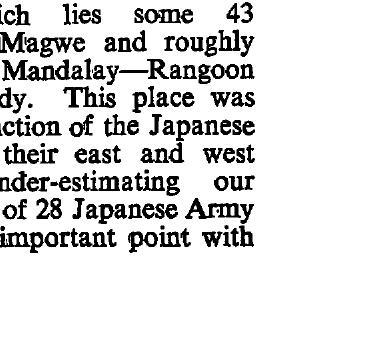 ich lies some 43
Magwe and roughly
Mandalay—Rangoon
dy. This place was
ction of the Japanese
their east and west
nder-estimating our
of 28 Japanese Army
important point with